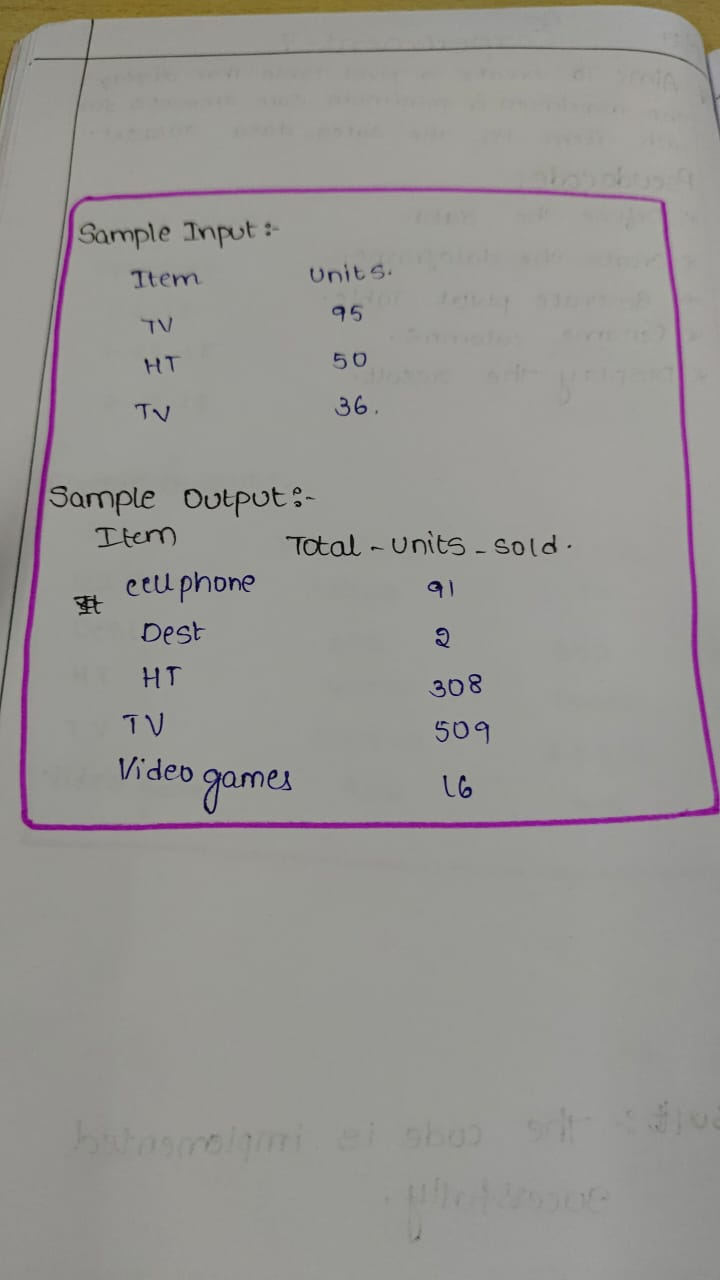 Sample Input :-
Item Units.
TV 95
HT 50
TV 36.
Sample Output :-
Item Total - Units - Sold.
cellphone 91
Dest 2
HT 308
TV 509
Video games 16